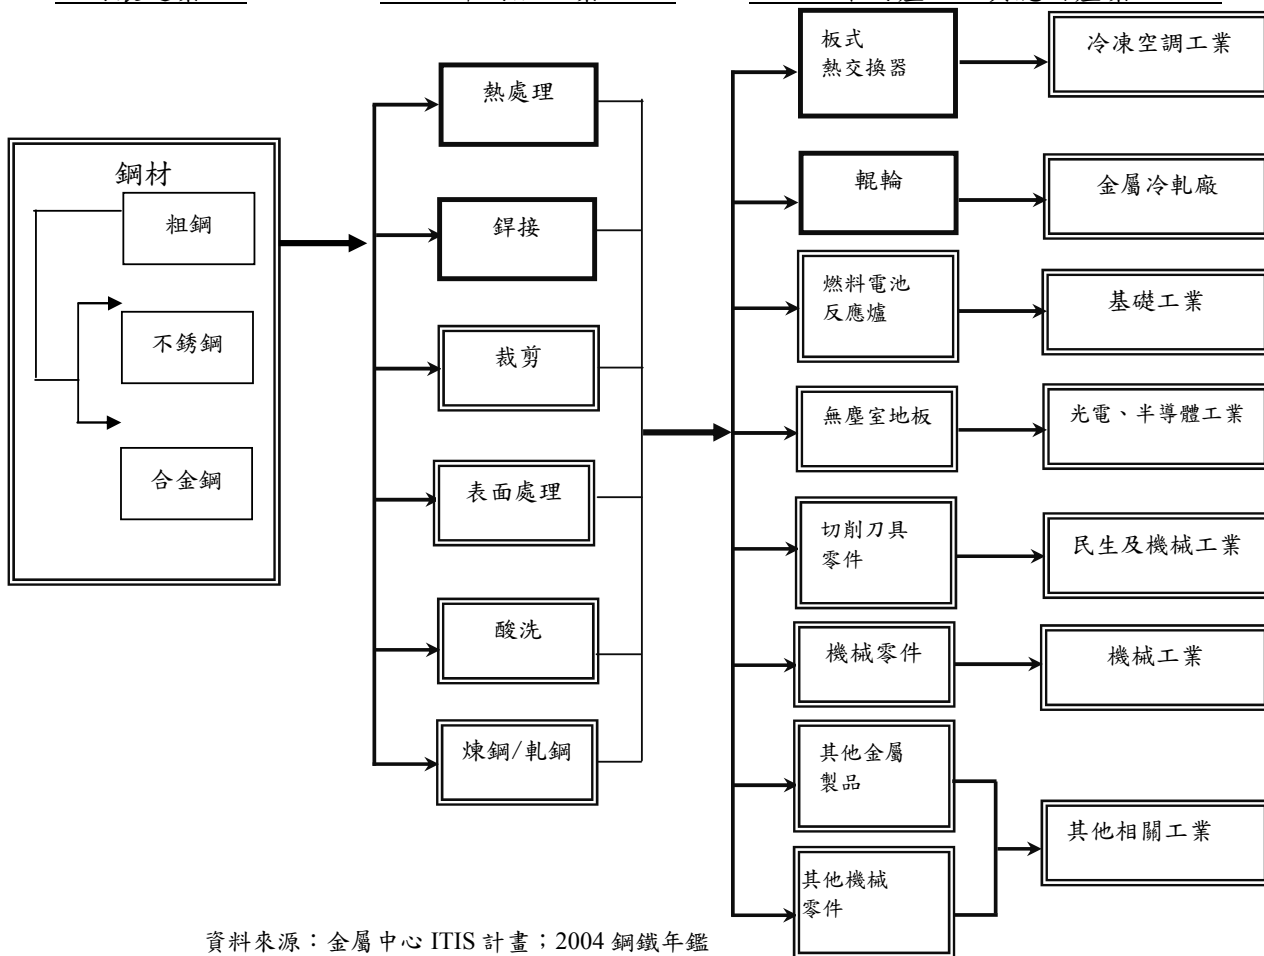 鋼材
粗鋼
不銹鋼
合金鋼
熱處理
銲接
裁剪
表面處理
酸洗
煉鋼/軋鋼
板式
熱交換器
冷凍空調工業
輥輪
金屬冷軋廠
燃料電池
反應爐
基礎工業
無塵室地板
光電、半導體工業
切削刀具
零件
民生及機械工業
機械零件
機械工業
其他金屬
製品
其他機械
零件
其他相關工業
資料來源：金屬中心 ITIS 計畫；2004 鋼鐵年鑑